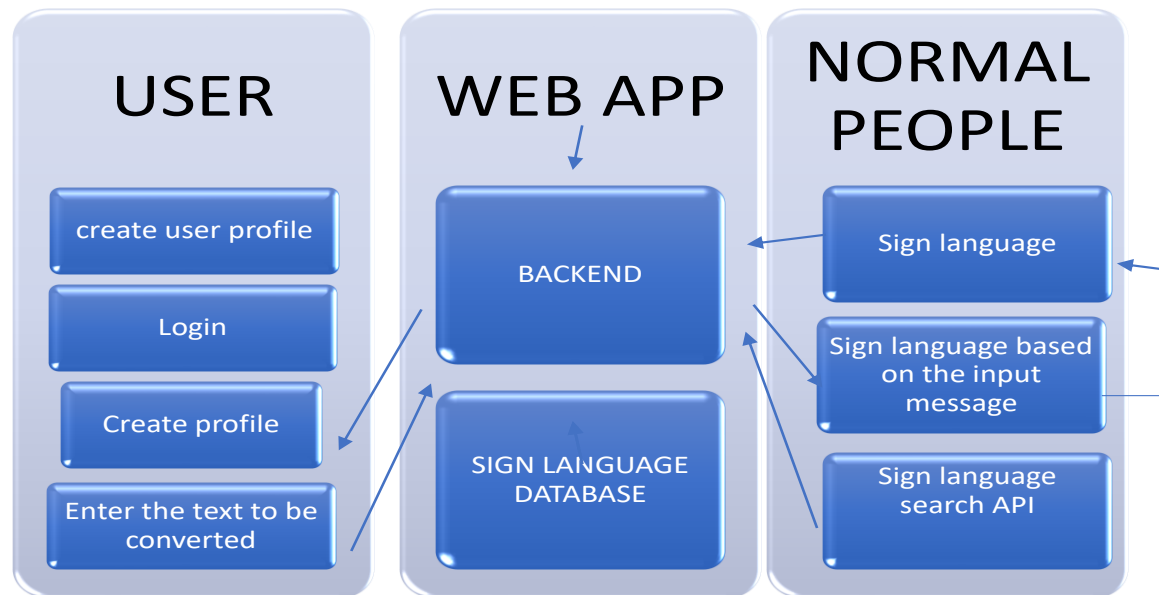 USER
create user profile
Login
Create profile
Enter the text to be
converted
WEB APP
BACKEND
SIGN LANGUAGE
DATABASE
NORMAL
PEOPLE
Sign language
Sign language based
on the input
message
Sign language
search API